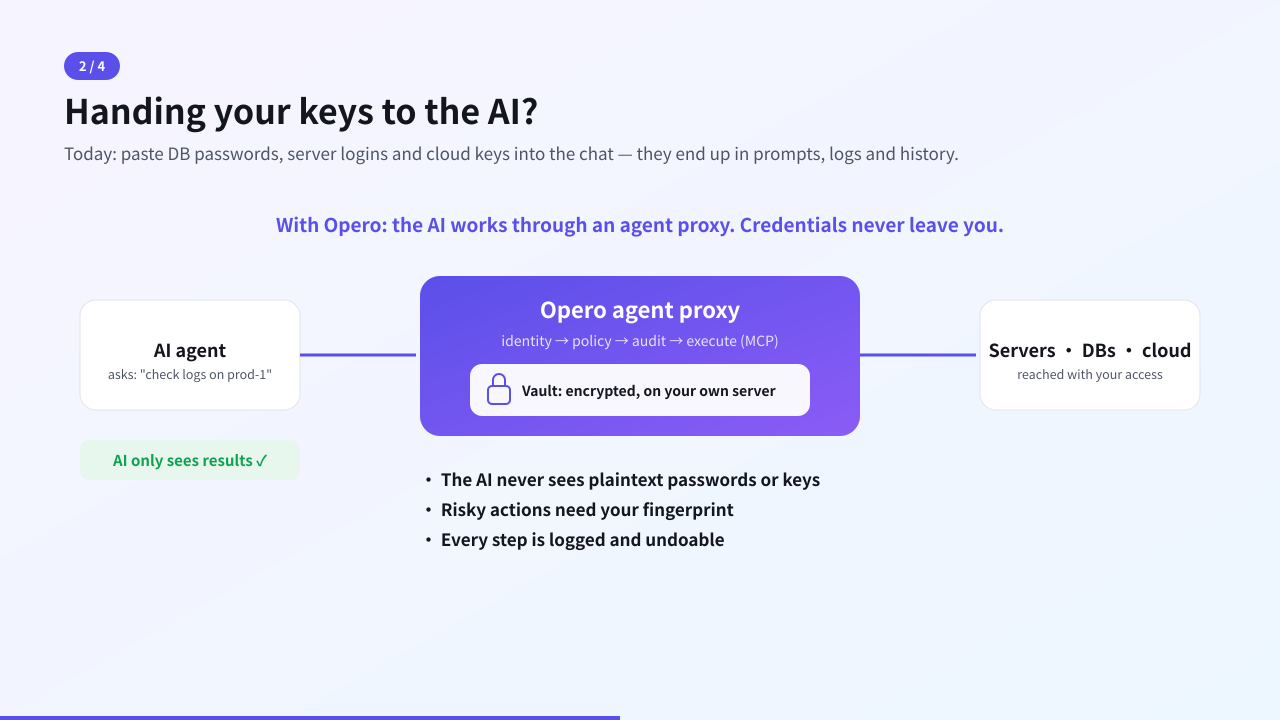 2 / 4
Handing your keys to the AI?
Today: paste DB passwords, server logins and cloud keys into the chat — they end up in prompts, logs and history.
With Opero: the AI works through an agent proxy. Credentials never leave you.
AI agent
asks: "check logs on prod-1"
AI only sees results ✓
Opero agent proxy
identity → policy → audit → execute (MCP)
Vault: encrypted, on your own server
Servers ・ DBs ・ cloud
reached with your access
・ The AI never sees plaintext passwords or keys
・ Risky actions need your fingerprint
・ Every step is logged and undoable